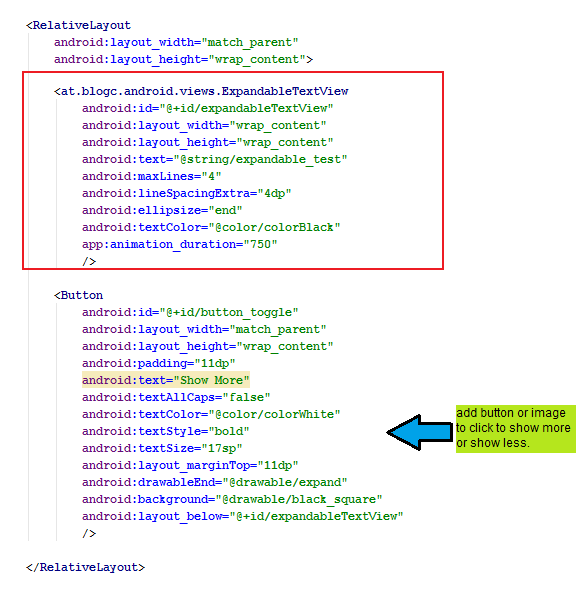 <RelativeLayout
android:layout_width="match_parent"
android:layout_height="wrap_content">
<at.blogc.android.views.ExpandableTextView
android:id="@+id/expandableTextView"
android:layout_width="wrap_content"
android:layout_height="wrap_content"
android:text="@string/expandable_test"
android:maxLines="4"
android:lineSpacingExtra="4dp"
android:ellipsize="end"
android:textColor="@color/colorBlack"
app:animation_duration="750"
/>
<Button
android:id="@+id/button_toggle"
android:layout_width="match_parent"
android:layout_height="wrap_content"
android:padding="11dp"
android:text="Show More"
android:textAllCaps="false"
android:textColor="@color/colorWhite"
android:textStyle="bold"
android:textSize="17sp"
android:layout_marginTop="11dp"
android:drawableEnd="@drawable/expand"
android:background="@drawable/black_square"
android:layout_below="@+id/expandableTextView"
/>
</RelativeLayout>
add button or image
to click to show more
or show less.